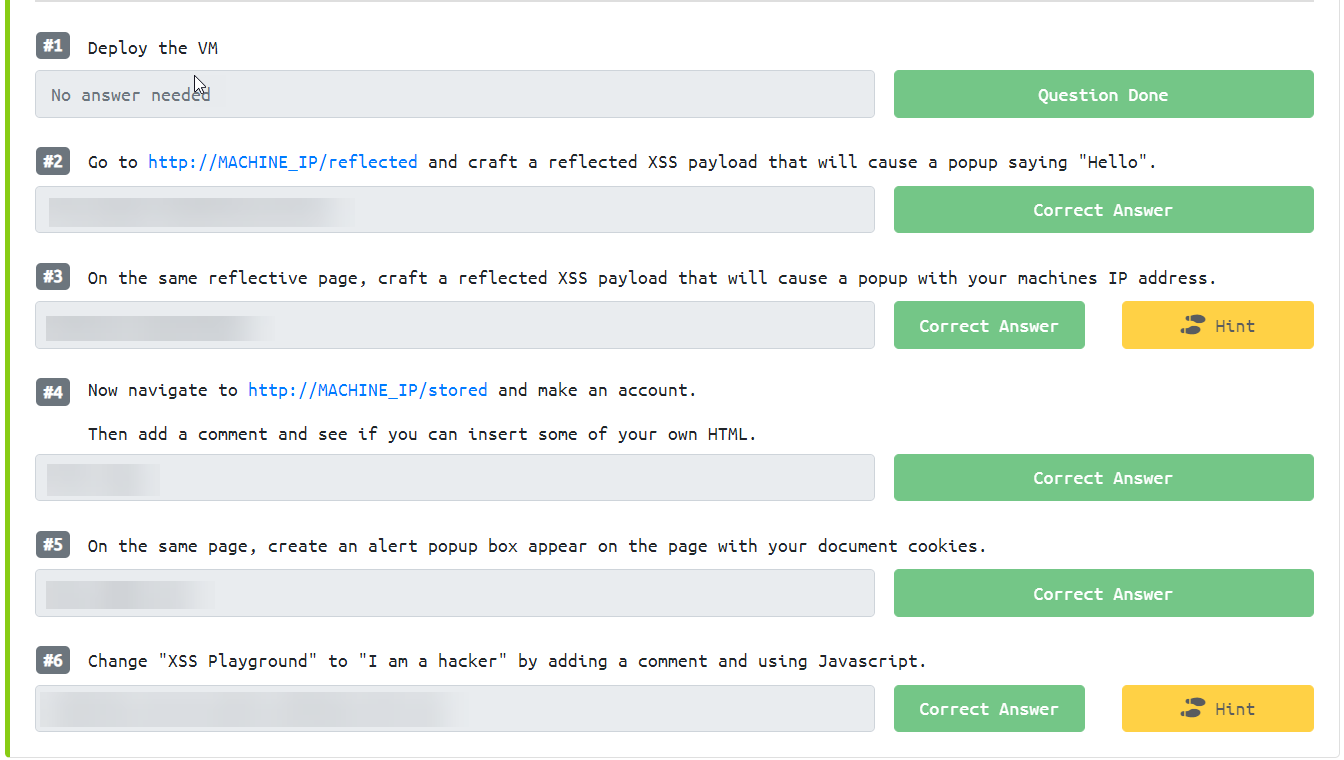 #1 Deploy the VM
No answer needed
Question Done
#2 Go to http://MACHINE_IP/reflected and craft a reflected XSS payload that will cause a popup saying "Hello".
Correct Answer
#3 On the same reflective page, craft a reflected XSS payload that will cause a popup with your machines IP address.
Correct Answer
Hint
#4 Now navigate to http://MACHINE_IP/stored and make an account.
Then add a comment and see if you can insert some of your own HTML.
Correct Answer
#5 On the same page, create an alert popup box appear on the page with your document cookies.
Correct Answer
#6 Change "XSS Playground" to "I am a hacker" by adding a comment and using Javascript.
Correct Answer
Hint